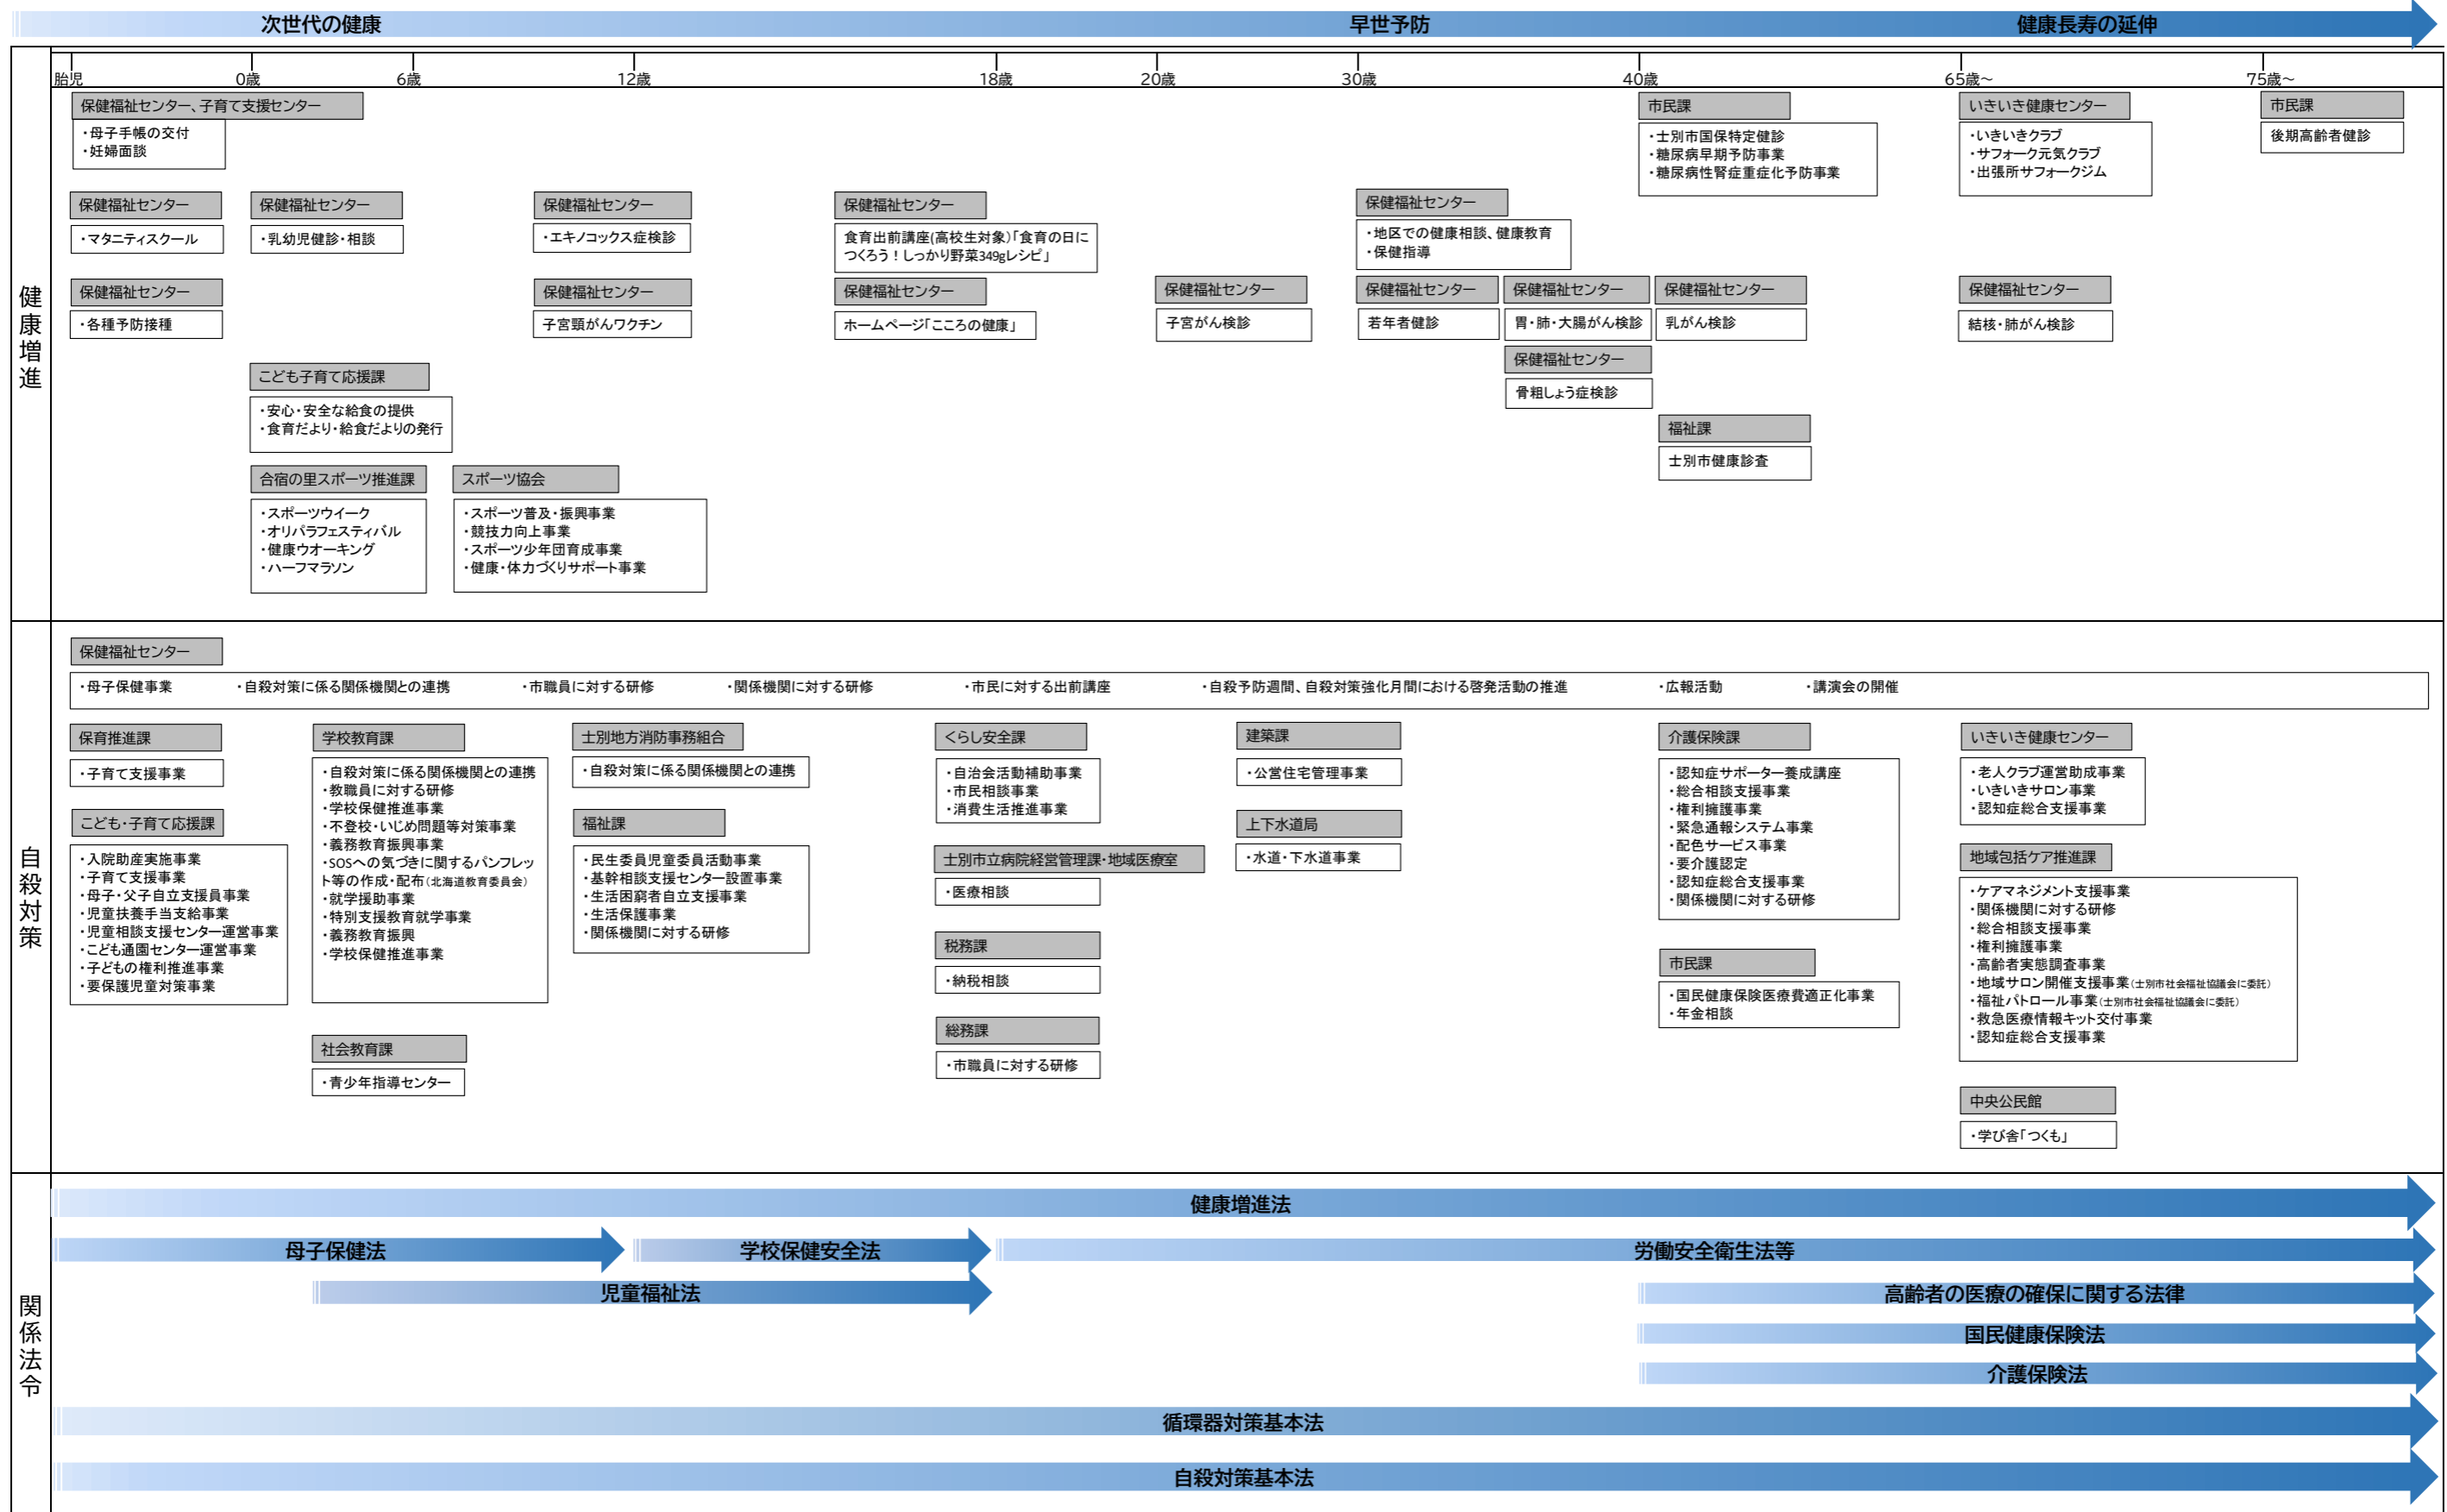 次世代の健康
早世予防
健康長寿の延伸
胎児
0歳
6歳
12歳
18歳
20歳
30歳
40歳
65歳～
75歳～
健康増進
保健福祉センター、子育て支援センター
・母子手帳の交付
・妊婦面談
市民課
・士別市国保特定健診
・糖尿病早期予防事業
・糖尿病性腎症重症化予防事業
いきいき健康センター
・いきいきクラブ
・サフォーク元気クラブ
・出張所サフォークジム
市民課
後期高齢者健診
保健福祉センター
・マタニティスクール
保健福祉センター
・乳幼児健診・相談
保健福祉センター
・エキノコックス症検診
保健福祉センター
食育出前講座(高校生対象)「食育の日に
つくろう！しっかり野菜349gレシピ」
保健福祉センター
・地区での健康相談、健康教育
・保健指導
保健福祉センター
・各種予防接種
保健福祉センター
子宮頸がんワクチン
保健福祉センター
ホームページ「こころの健康」
保健福祉センター
子宮がん検診
保健福祉センター
若年者健診
保健福祉センター
胃・肺・大腸がん検診
保健福祉センター
乳がん検診
保健福祉センター
結核・肺がん検診
保健福祉センター
骨粗しょう症検診
こども子育て応援課
・安心・安全な給食の提供
・食育だより・給食だよりの発行
福祉課
士別市健康診査
合宿の里スポーツ推進課
・スポーツウイーク
・オリパラフェスティバル
・健康ウオーキング
・ハーフマラソン
スポーツ協会
・スポーツ普及・振興事業
・競技力向上事業
・スポーツ少年団育成事業
・健康・体力づくりサポート事業
自殺対策
保健福祉センター
・母子保健事業 ・自殺対策に係る関係機関との連携 ・市職員に対する研修 ・関係機関に対する研修 ・市民に対する出前講座 ・自殺予防週間、自殺対策強化月間における啓発活動の推進 ・広報活動 ・講演会の開催
保育推進課
・子育て支援事業
こども・子育て応援課
・入院助産実施事業
・子育て支援事業
・母子・父子自立支援員事業
・児童扶養手当支給事業
・児童相談支援センター運営事業
・こども通園センター運営事業
・子どもの権利推進事業
・要保護児童対策事業
学校教育課
・自殺対策に係る関係機関との連携
・教職員に対する研修
・学校保健推進事業
・不登校・いじめ問題等対策事業
・義務教育振興事業
・SOSへの気づきに関するパンフレッ
ト等の作成・配布（北海道教育委員会）
・就学援助事業
・特別支援教育就学事業
・義務教育振興
・学校保健推進事業
社会教育課
・青少年指導センター
士別地方消防事務組合
・自殺対策に係る関係機関との連携
福祉課
・民生委員児童委員活動事業
・基幹相談支援センター設置事業
・生活困窮者自立支援事業
・生活保護事業
・関係機関に対する研修
くらし安全課
・自治会活動補助事業
・市民相談事業
・消費生活推進事業
士別市立病院経営管理課・地域医療室
・医療相談
税務課
・納税相談
総務課
・市職員に対する研修
建築課
・公営住宅管理事業
上下水道局
・水道・下水道事業
介護保険課
・認知症サポーター養成講座
・総合相談支援事業
・権利擁護事業
・緊急通報システム事業
・配色サービス事業
・要介護認定
・認知症総合支援事業
・関係機関に対する研修
市民課
・国民健康保険医療費適正化事業
・年金相談
いきいき健康センター
・老人クラブ運営助成事業
・いきいきサロン事業
・認知症総合支援事業
地域包括ケア推進課
・ケアマネジメント支援事業
・関係機関に対する研修
・総合相談支援事業
・権利擁護事業
・高齢者実態調査事業
・地域サロン開催支援事業（士別市社会福祉協議会に委託）
・福祉パトロール事業（士別市社会福祉協議会に委託）
・救急医療情報キット交付事業
・認知症総合支援事業
中央公民館
・学び舎「つくも」
関係法令
健康増進法
母子保健法
学校保健安全法
労働安全衛生法等
児童福祉法
高齢者の医療の確保に関する法律
国民健康保険法
介護保険法
循環器対策基本法
自殺対策基本法